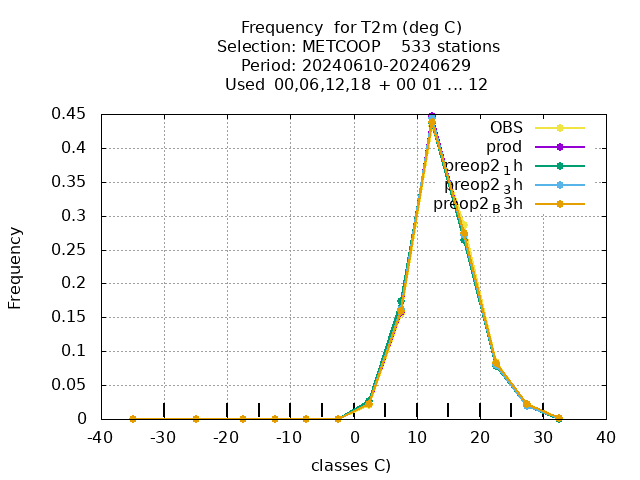 Frequency  for T2m (deg C)
Selection: METCOOP    533 stations
Period: 20240610-20240629
Used  00,06,12,18  + 00 01 ... 12
Frequency
0.45
0.4
0.35
0.3
0.25
0.2
0.15
0.1
0.05
0
OBS
prod
preop2 1h
preop2 3h
preop2 B3h
-40 -30 -20 -10 0 10 20 30 40
classes C)